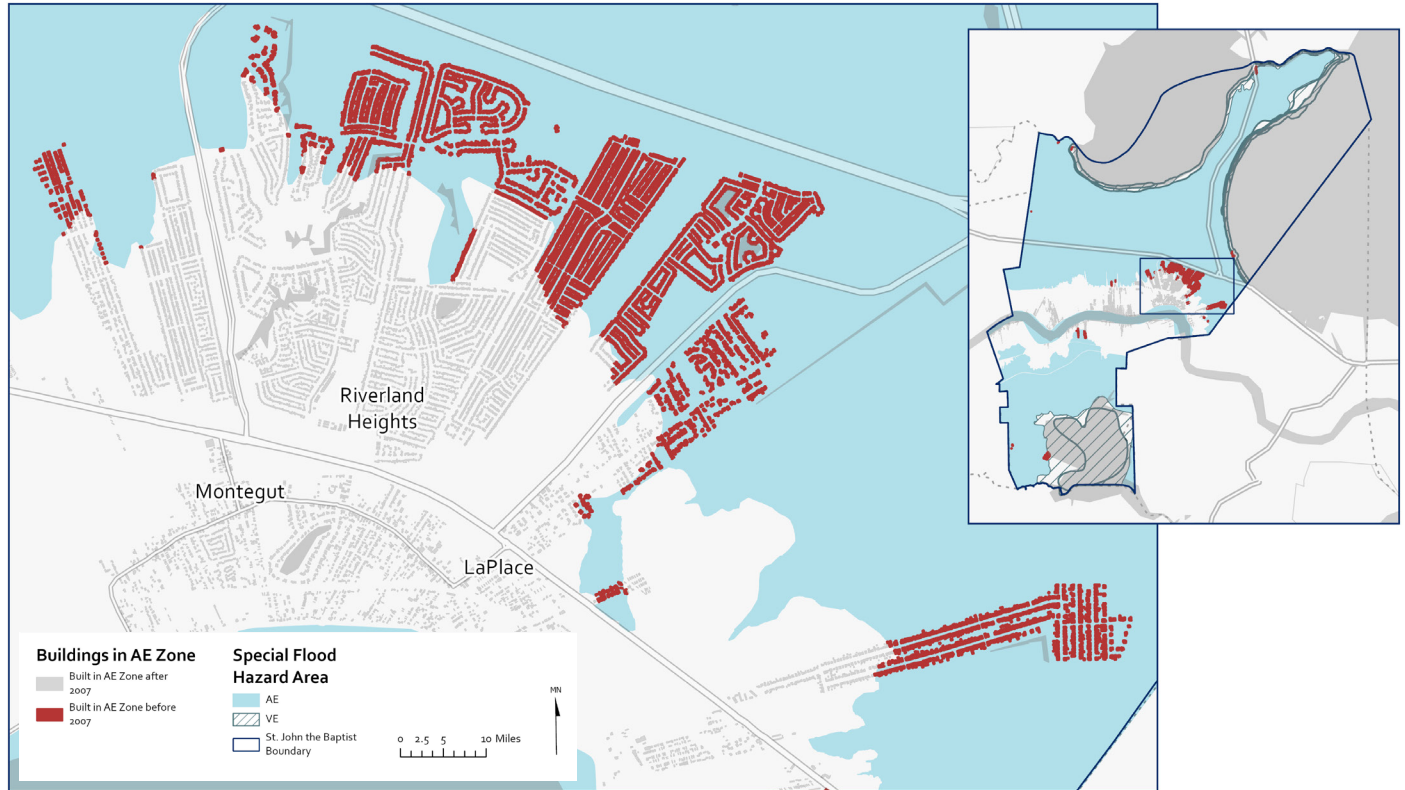 Riverland
Heights
Montegut
LaPlace
Buildings in AE Zone
Built in AE Zone after
2007
Built in AE Zone before
2007
Special Flood
Hazard Area
AE
VE
St. John the Baptist
Boundary
0 2.5 5 10 Miles
MN